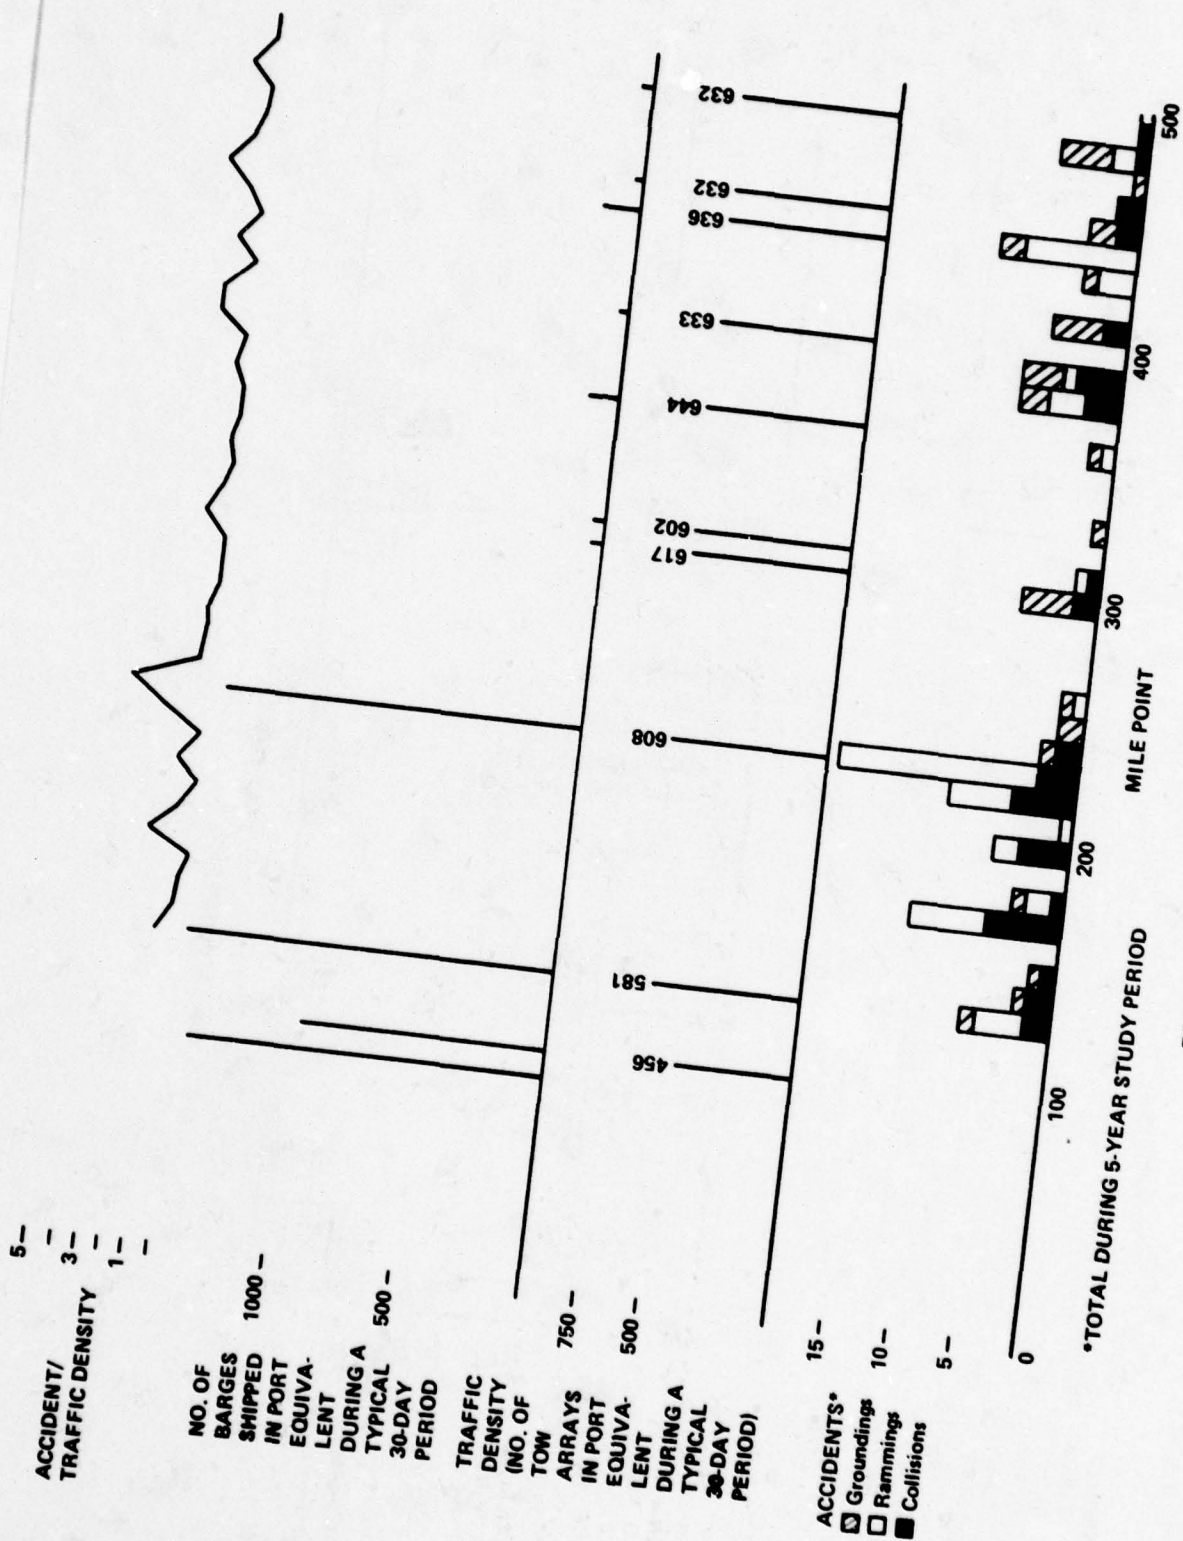 ACCIDENT/
TRAFFIC DENSITY
5 –
–
3 –
–
1 –
–
NO. OF
BARGES
SHIPPED
IN PORT
EQUIVA-
LENT
DURING A
TYPICAL
30-DAY
PERIOD
1000 –
500 –
TRAFFIC
DENSITY
(NO. OF
TOW
ARRAYS
IN PORT
EQUIVA-
LENT
DURING A
TYPICAL
30-DAY
PERIOD)
750 –
500 –
456
581
608
617
602
644
633
636
632
632
ACCIDENTS*
Groundings
Rammings
Collisions
15 –
10 –
5 –
0
100
200
300
400
500
MILE POINT
*TOTAL DURING 5-YEAR STUDY PERIOD